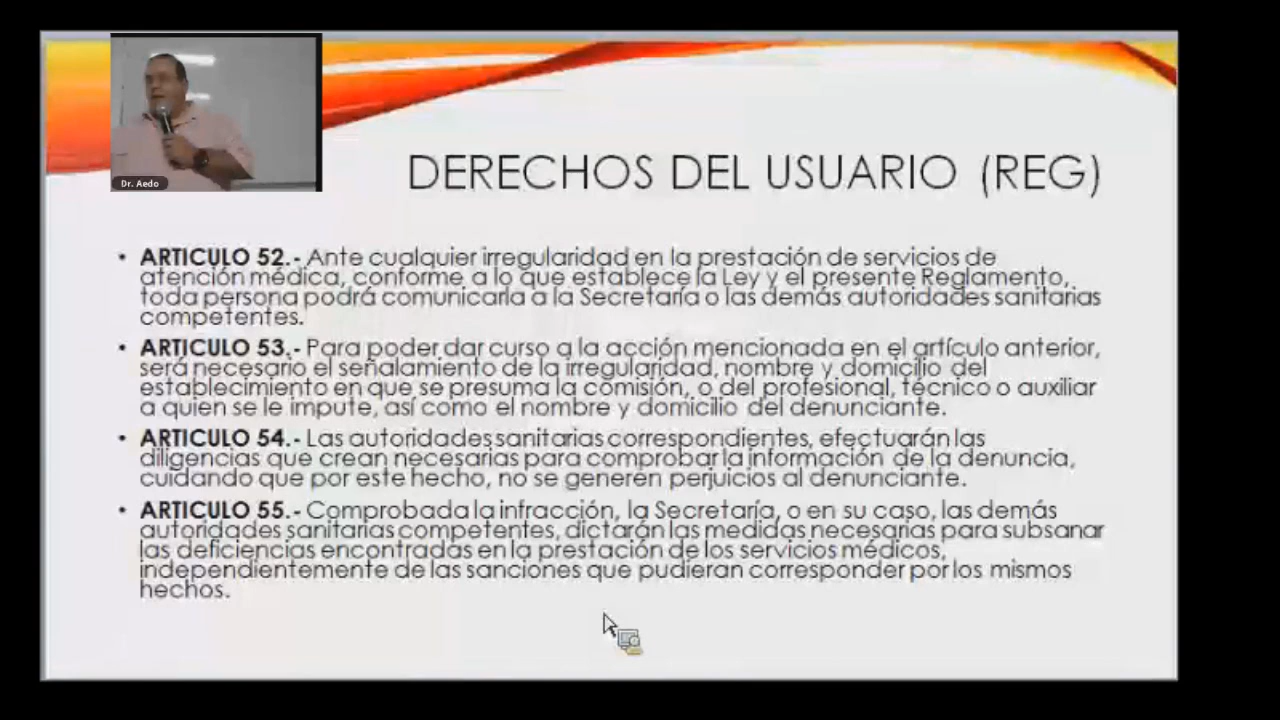 Dr. Aedo
DERECHOS DEL USUARIO (REG)
• ARTICULO 52.- Ante cualquier irregularidad en la prestación de servicios de
atención médica, conforme a lo que establece la Ley y el presente Reglamento,
toda persona podrá comunicarla a la Secretaría o las demás autoridades sanitarias
competentes.
• ARTICULO 53.- Para poder dar curso a la acción mencionada en el artículo anterior,
será necesario el señalamiento de la irregularidad, nombre y domicilio del
establecimiento en que se presuma la comisión, o del profesional, técnico o auxiliar
a quien se le impute, así como el nombre y domicilio del denunciante.
• ARTICULO 54.- Las autoridades sanitarias correspondientes, efectuarán las
diligencias que crean necesarias para comprobar la información de la denuncia,
cuidando que por este hecho, no se generen perjuicios al denunciante.
• ARTICULO 55.- Comprobada la infracción, la Secretaría, o en su caso, las demás
autoridades sanitarias competentes, dictarán las medidas necesarias para subsanar
las deficiencias encontradas en la prestación de los servicios médicos,
independientemente de las sanciones que pudieran corresponder por los mismos
hechos.